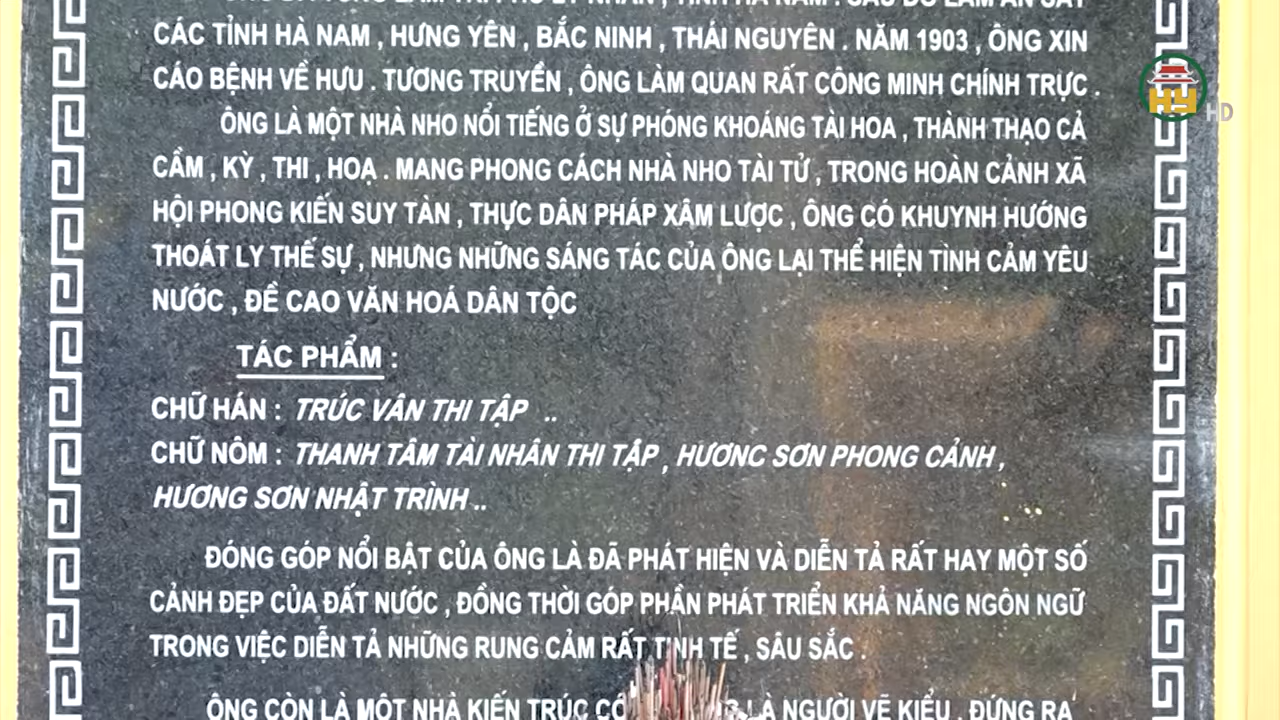 CÁC TỈNH HÀ NAM , HƯNG YÊN , BẮC NINH , THÁI NGUYÊN . NĂM 1903 , ÔNG XIN
CÁO BỆNH VỀ HƯU . TƯƠNG TRUYỀN , ÔNG LÀM QUAN RẤT CÔNG MINH CHÍNH TRỰC .
ÔNG LÀ MỘT NHÀ NHO NỔI TIẾNG Ở SỰ PHÓNG KHOÁNG TÀI HOA , THÀNH THẠO CẢ
CẦM , KỲ , THI , HOẠ . MANG PHONG CÁCH NHÀ NHO TÀI TỬ , TRONG HOÀN CẢNH XÃ
HỘI PHONG KIẾN SUY TÀN , THỰC DÂN PHÁP XÂM LƯỢC , ÔNG CÓ KHUYNH HƯỚNG
THOÁT LY THẾ SỰ , NHƯNG NHỮNG SÁNG TÁC CỦA ÔNG LẠI THỂ HIỆN TÌNH CẢM YÊU
NƯỚC , ĐỀ CAO VĂN HOÁ DÂN TỘC
TÁC PHẨM :
CHỮ HÁN : TRÚC VÂN THI TẬP ..
CHỮ NÔM : THANH TÂM TÀI NHÂN THI TẬP , HƯƠNC SƠN PHONG CẢNH ,
HƯƠNG SƠN NHẬT TRÌNH ..
ĐÓNG GÓP NỔI BẬT CỦA ÔNG LÀ ĐÃ PHÁT HIỆN VÀ DIỄN TẢ RẤT HAY MỘT SỐ
CẢNH ĐẸP CỦA ĐẤT NƯỚC , ĐỒNG THỜI GÓP PHẦN PHÁT TRIỂN KHẢ NĂNG NGÔN NGỮ
TRONG VIỆC DIỄN TẢ NHỮNG RUNG CẢM RẤT TINH TẾ , SÂU SẮC .
ÔNG CÒN LÀ MỘT NHÀ KIẾN TRÚC LÀ NGƯỜI VẼ KIỂU , ĐỨNG RA
HY HD